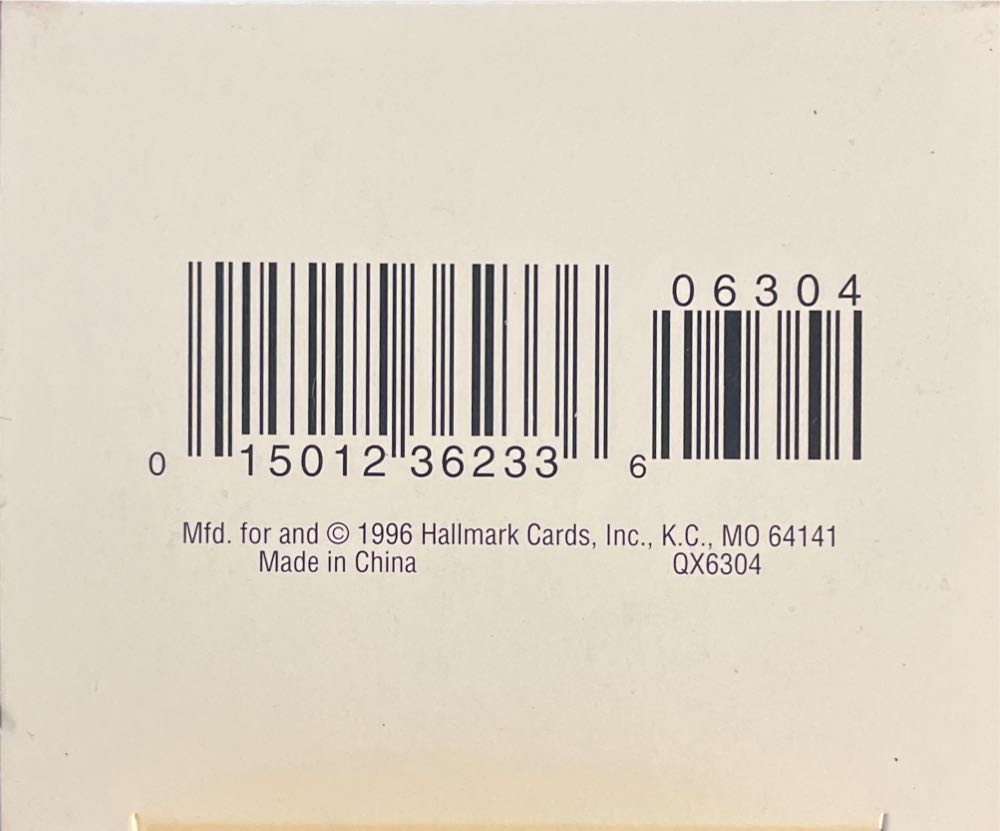 06304
0 15012 36233 6
Mfd. for and © 1996 Hallmark Cards, Inc., K.C., MO 64141
Made in China QX6304